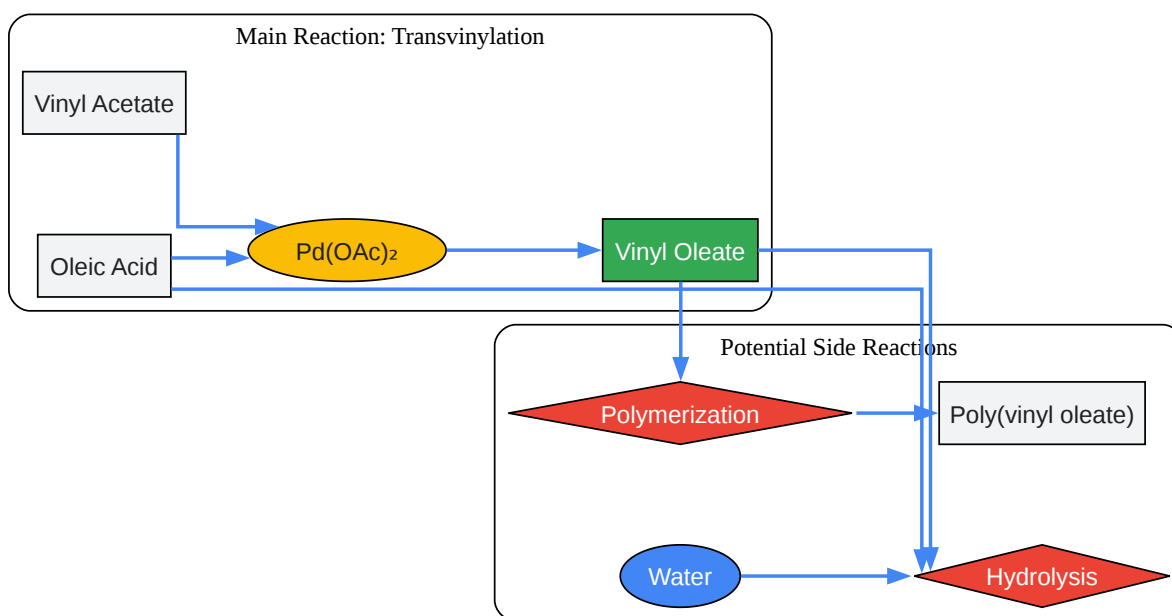 Main Reaction: Transvinylation
Vinyl Acetate
Oleic Acid
Pd(OAc)₂
Vinyl Oleate
Potential Side Reactions
Polymerization
Poly(vinyl oleate)
Water
Hydrolysis